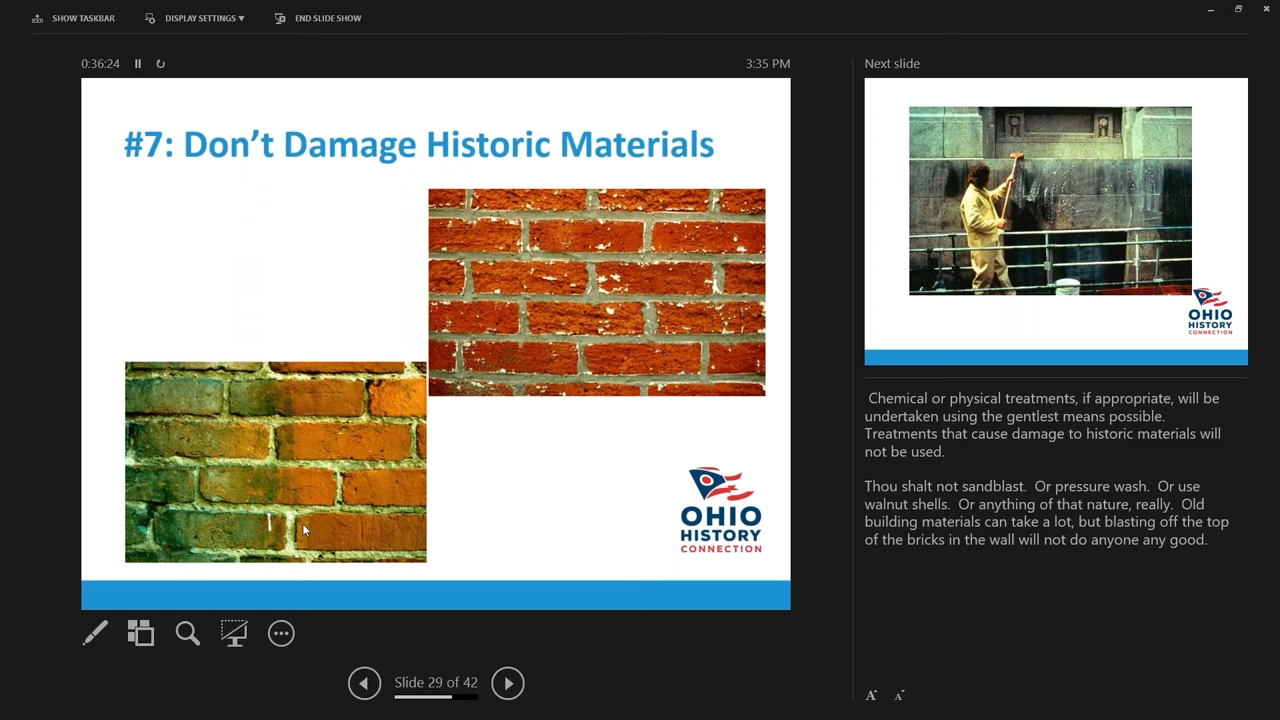 SHOW TASKBAR
DISPLAY SETTINGS ▼
END SLIDE SHOW
0:36:24
3:35 PM
#7: Don't Damage Historic Materials
OHIO
HISTORY
CONNECTION
Slide 29 of 42
Next slide
OHIO
HISTORY
CONNECTION
Chemical or physical treatments, if appropriate, will be
undertaken using the gentlest means possible.
Treatments that cause damage to historic materials will
not be used.
Thou shalt not sandblast.  Or pressure wash.  Or use
walnut shells.  Or anything of that nature, really.  Old
building materials can take a lot, but blasting off the top
of the bricks in the wall will not do anyone any good.
A
A